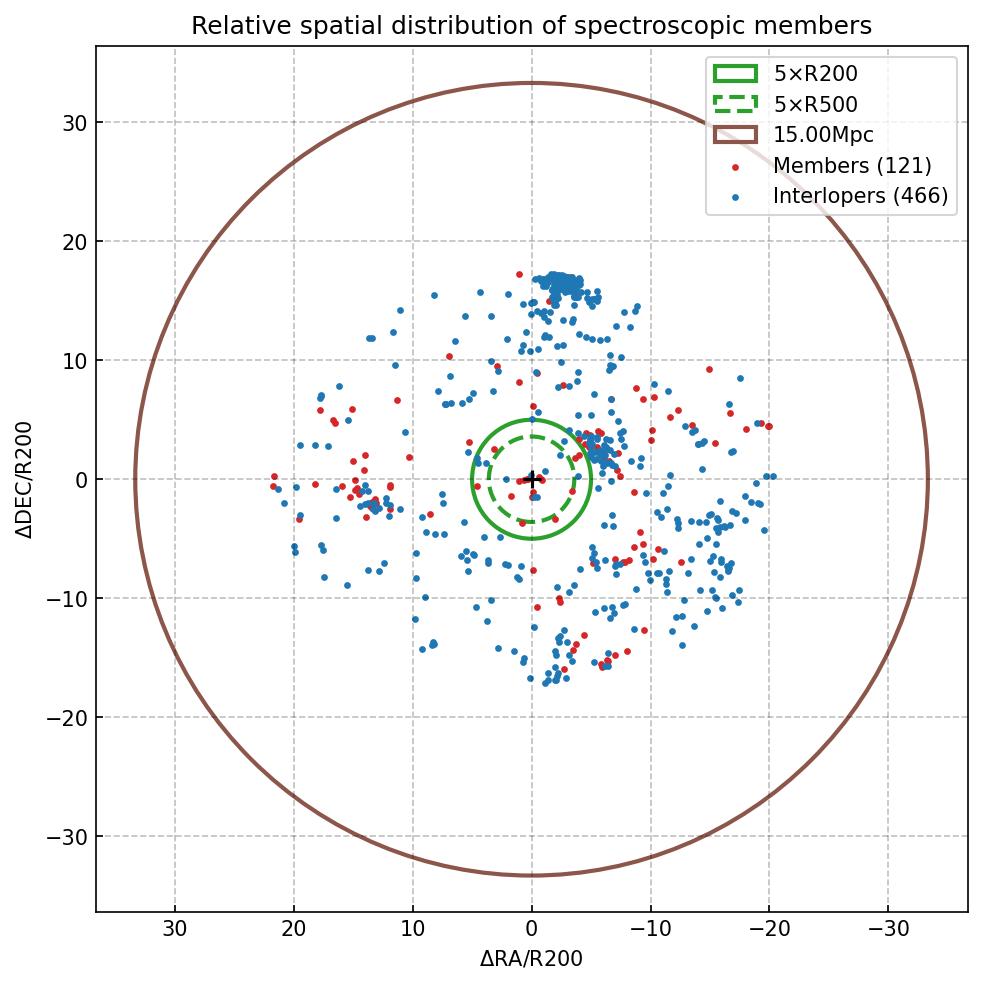 Relative spatial distribution of spectroscopic members
5×R200
5×R500
15.00Mpc
Members (121)
Interlopers (466)
30
20
10
0
−10
−20
−30
ΔDEC/R200
30
20
10
0
−10
−20
−30
ΔRA/R200